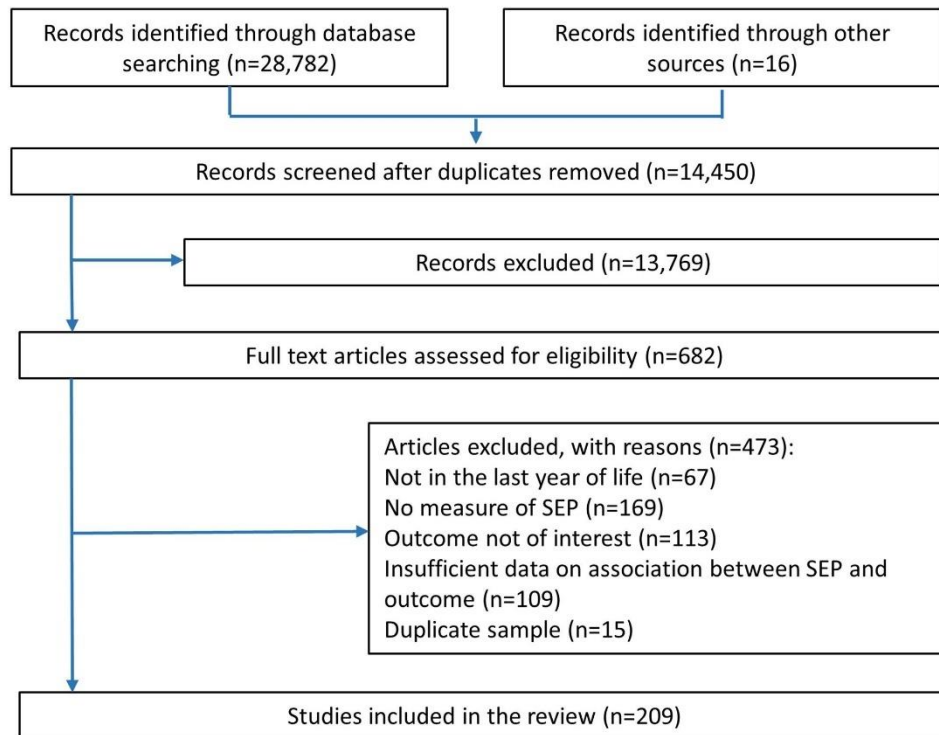 Records identified through database
searching (n=28,782)
Records identified through other
sources (n=16)
Records screened after duplicates removed (n=14,450)
Records excluded (n=13,769)
Full text articles assessed for eligibility (n=682)
Articles excluded, with reasons (n=473):
Not in the last year of life (n=67)
No measure of SEP (n=169)
Outcome not of interest (n=113)
Insufficient data on association between SEP and
outcome (n=109)
Duplicate sample (n=15)
Studies included in the review (n=209)